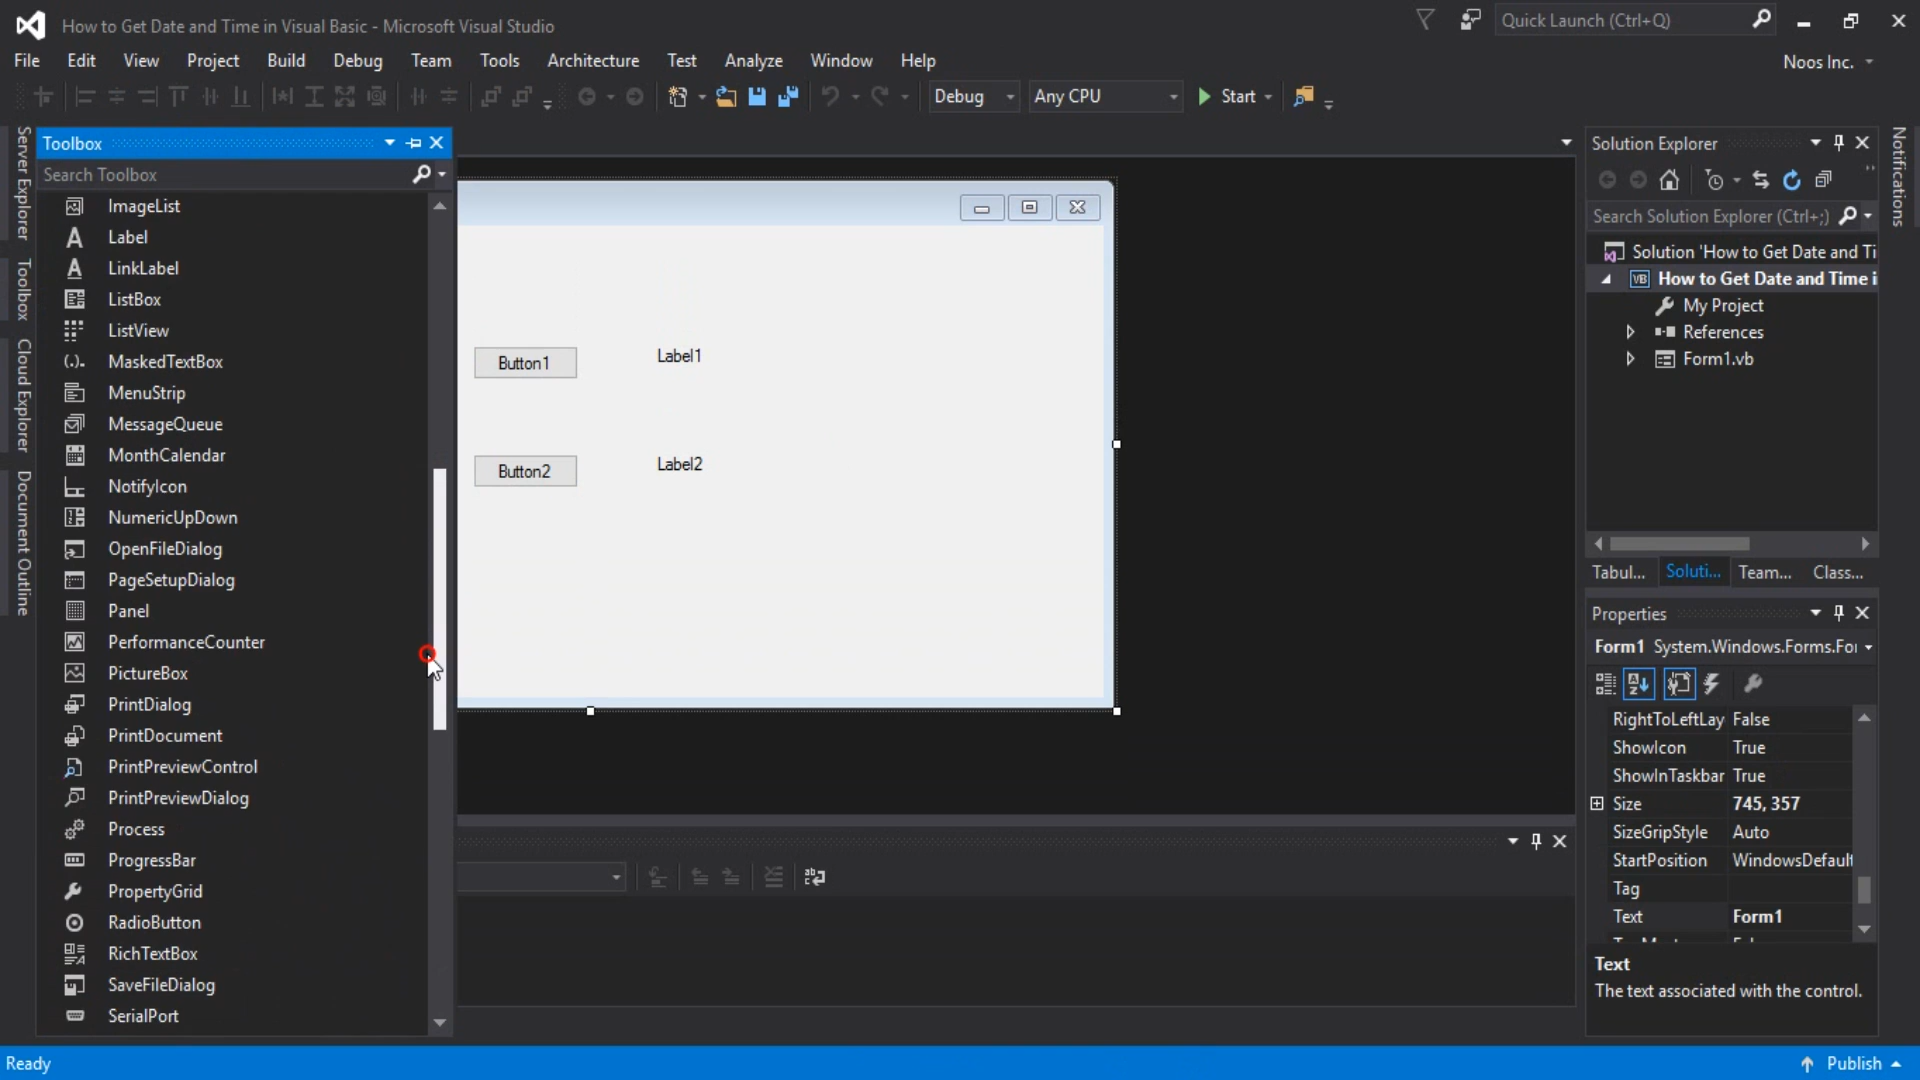 How to Get Date and Time in Visual Basic - Microsoft Visual Studio
Quick Launch (Ctrl+Q)
File Edit View Project Build Debug Team Tools Architecture Test Analyze Window Help
Noos Inc.
Debug Any CPU Start
Server Explorer
Toolbox
Cloud Explorer
Document Outline
Toolbox
Search Toolbox
ImageList
Label
LinkLabel
ListBox
ListView
MaskedTextBox
MenuStrip
MessageQueue
MonthCalendar
NotifyIcon
NumericUpDown
OpenFileDialog
PageSetupDialog
Panel
PerformanceCounter
PictureBox
PrintDialog
PrintDocument
PrintPreviewControl
PrintPreviewDialog
Process
ProgressBar
PropertyGrid
RadioButton
RichTextBox
SaveFileDialog
SerialPort
Button1 Label1
Button2 Label2
Solution Explorer
Search Solution Explorer (Ctrl+;)
Solution 'How to Get Date and Ti
VB How to Get Date and Time i
My Project
References
Form1.vb
Tabul... Soluti... Team... Class...
Properties
Form1 System.Windows.Forms.For
RightToLeftLay False
ShowIcon True
ShowInTaskbar True
Size 745, 357
SizeGripStyle Auto
StartPosition WindowsDefault
Tag
Text Form1
Text
The text associated with the control.
Notifications
Ready
Publish